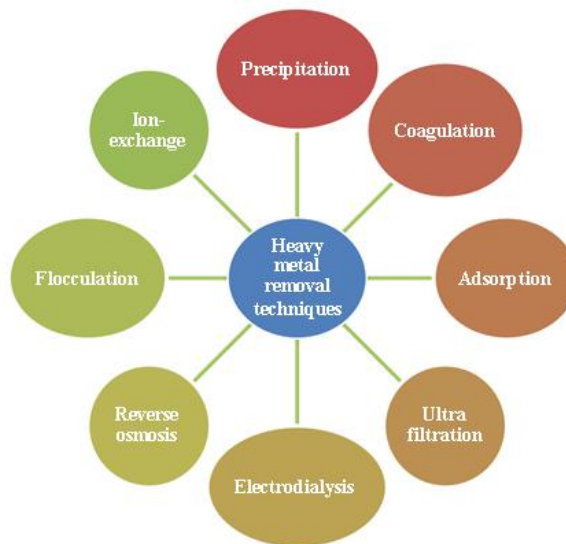 Precipitation
Ion-
exchange
Coagulation
Flocculation
Heavy
metal
removal
techniques
Adsorption
Reverse
osmosis
Ultra
filtration
Electrodialysis